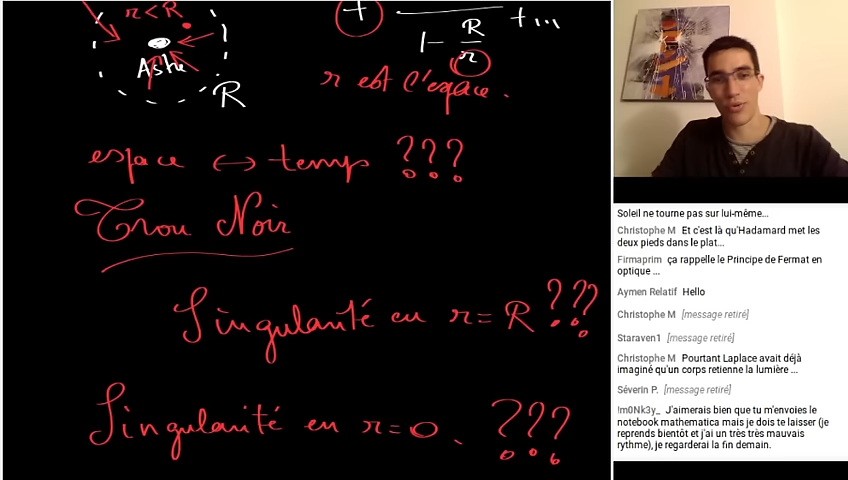 r < R
Astre
R
+ 1 - R/r + ...
r est l'espace.
espace ↔ temps ???
Trou Noir
Singularité en r = R ???
Singularité en r = 0. ???
Soleil ne tourne pas sur lui-même...
Christophe M Et c'est là qu'Hadamard met les
deux pieds dans le plat...
Firmaprim ça rappelle le Principe de Fermat en
optique ...
Aymen Relatif Hello
Christophe M [message retiré]
Staraven1 [message retiré]
Christophe M Pourtant Laplace avait déjà
imaginé qu'un corps retienne la lumière ...
Séverin P. [message retiré]
!m0Nk3y_ J'aimerais bien que tu m'envoies le
notebook mathematica mais je dois te laisser (je
reprends bientôt et j'ai un très très mauvais
rythme), je regarderai la fin demain.